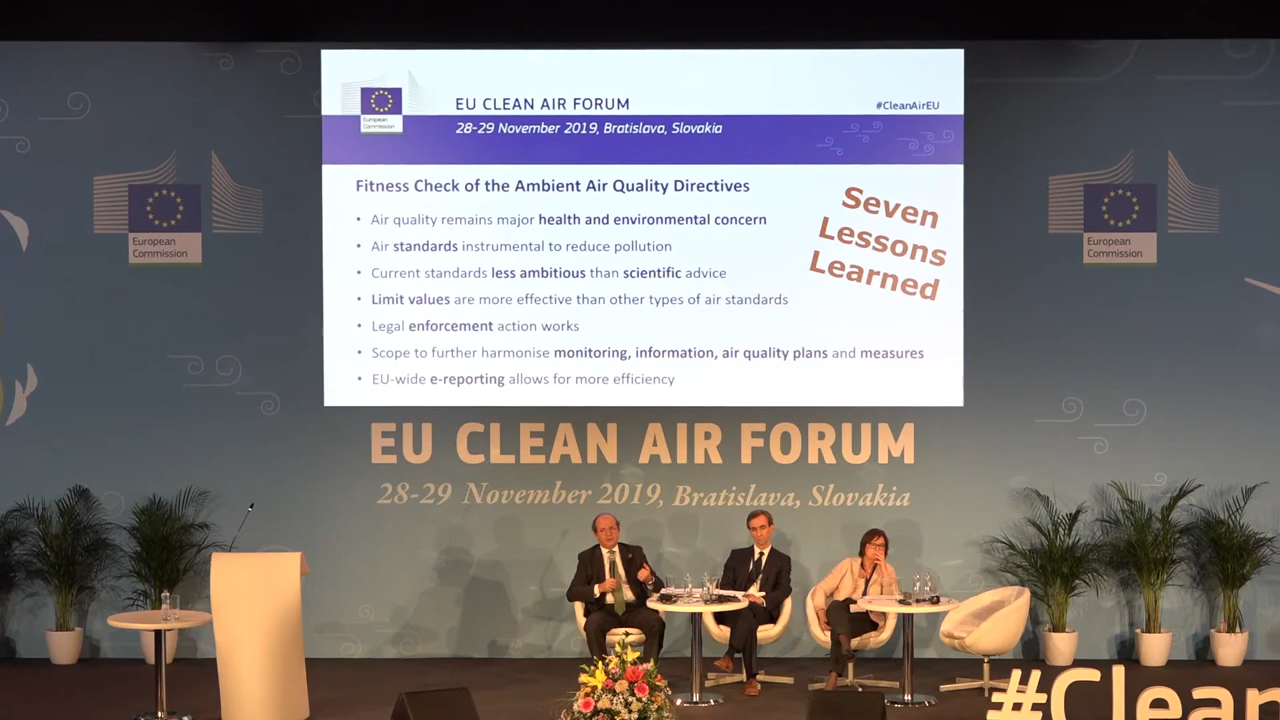 European
Commission
EU CLEAN AIR FORUM
#CleanAirEU
28-29 November 2019, Bratislava, Slovakia
Fitness Check of the Ambient Air Quality Directives
Seven
Lessons
Learned
• Air quality remains major health and environmental concern
• Air standards instrumental to reduce pollution
• Current standards less ambitious than scientific advice
• Limit values are more effective than other types of air standards
• Legal enforcement action works
• Scope to further harmonise monitoring, information, air quality plans and measures
• EU-wide e-reporting allows for more efficiency
European
Commission
European
Commission
EU CLEAN AIR FORUM
28-29 November 2019, Bratislava, Slovakia
#Clean